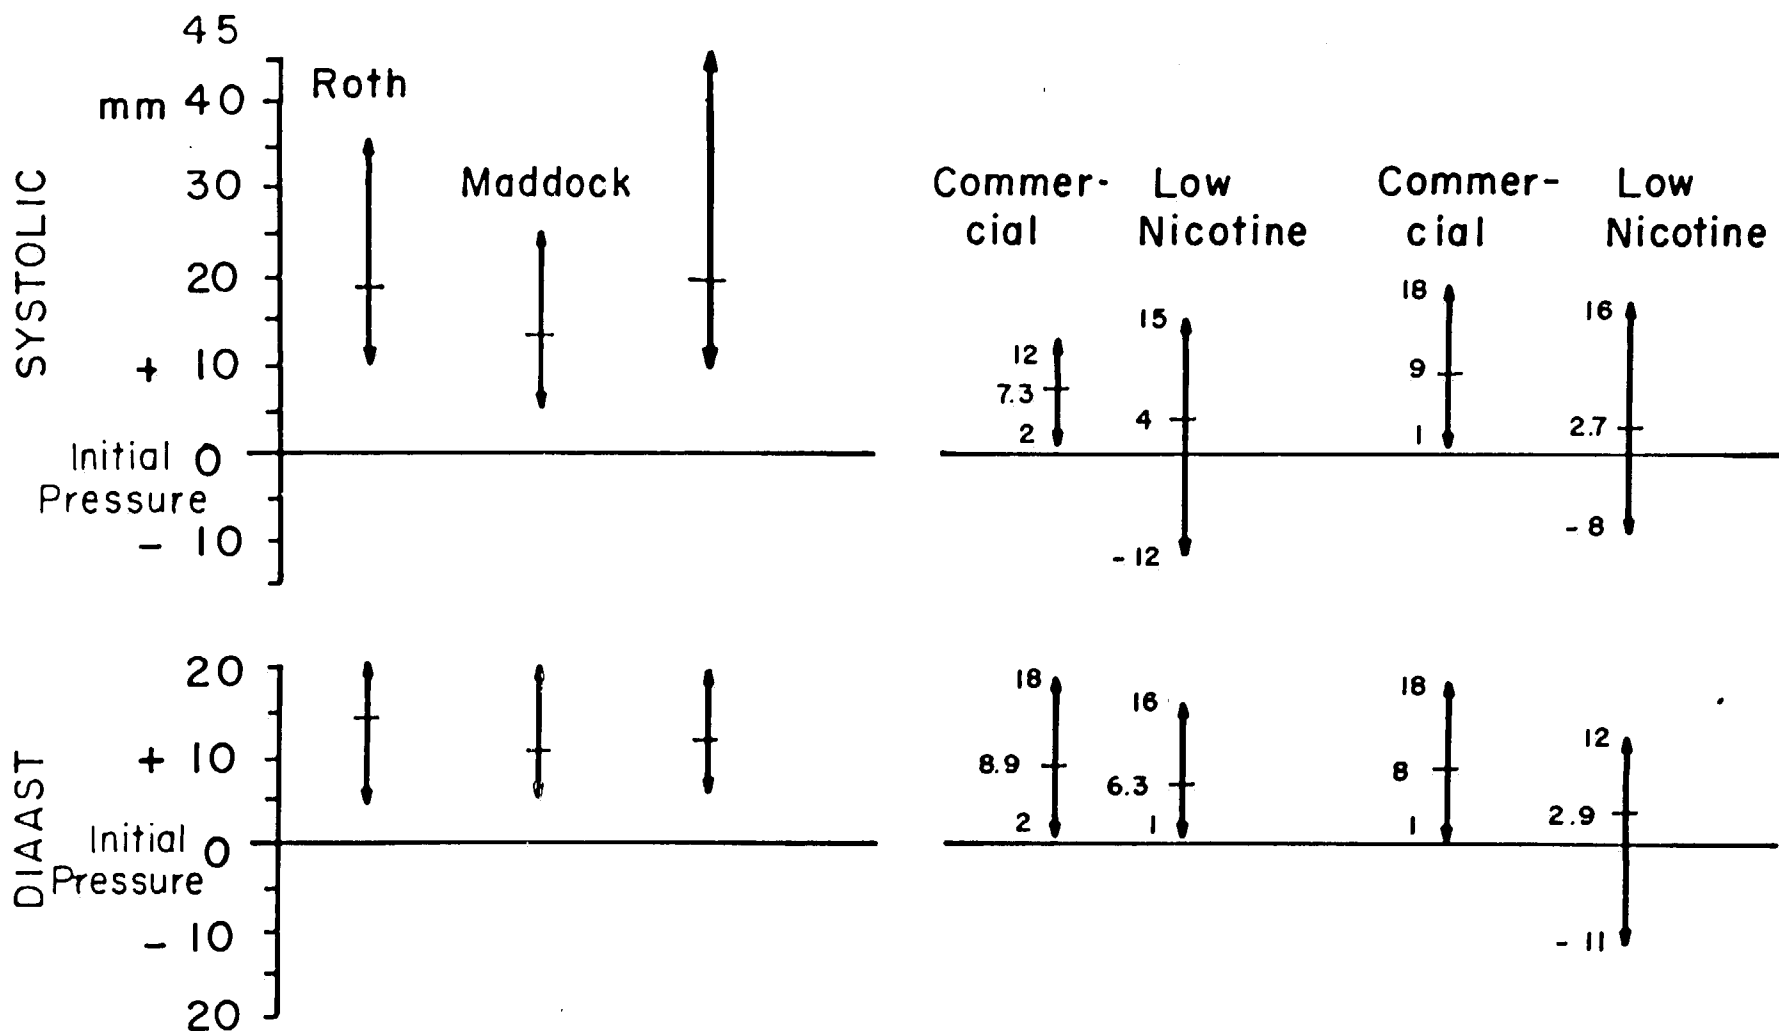 45
mm 40
Roth
30
Maddock
20
+ 10
Initial 0
Pressure
- 10
SYSTOLIC
Commer-
cial
Low
Nicotine
Commer-
cial
Low
Nicotine
12
7.3
2
15
4
- 12
18
9
1
16
2.7
- 8
20
+ 10
Initial 0
Pressure
- 10
20
DIAAST
18
8.9
2
16
6.3
1
18
8
1
12
2.9
- 11